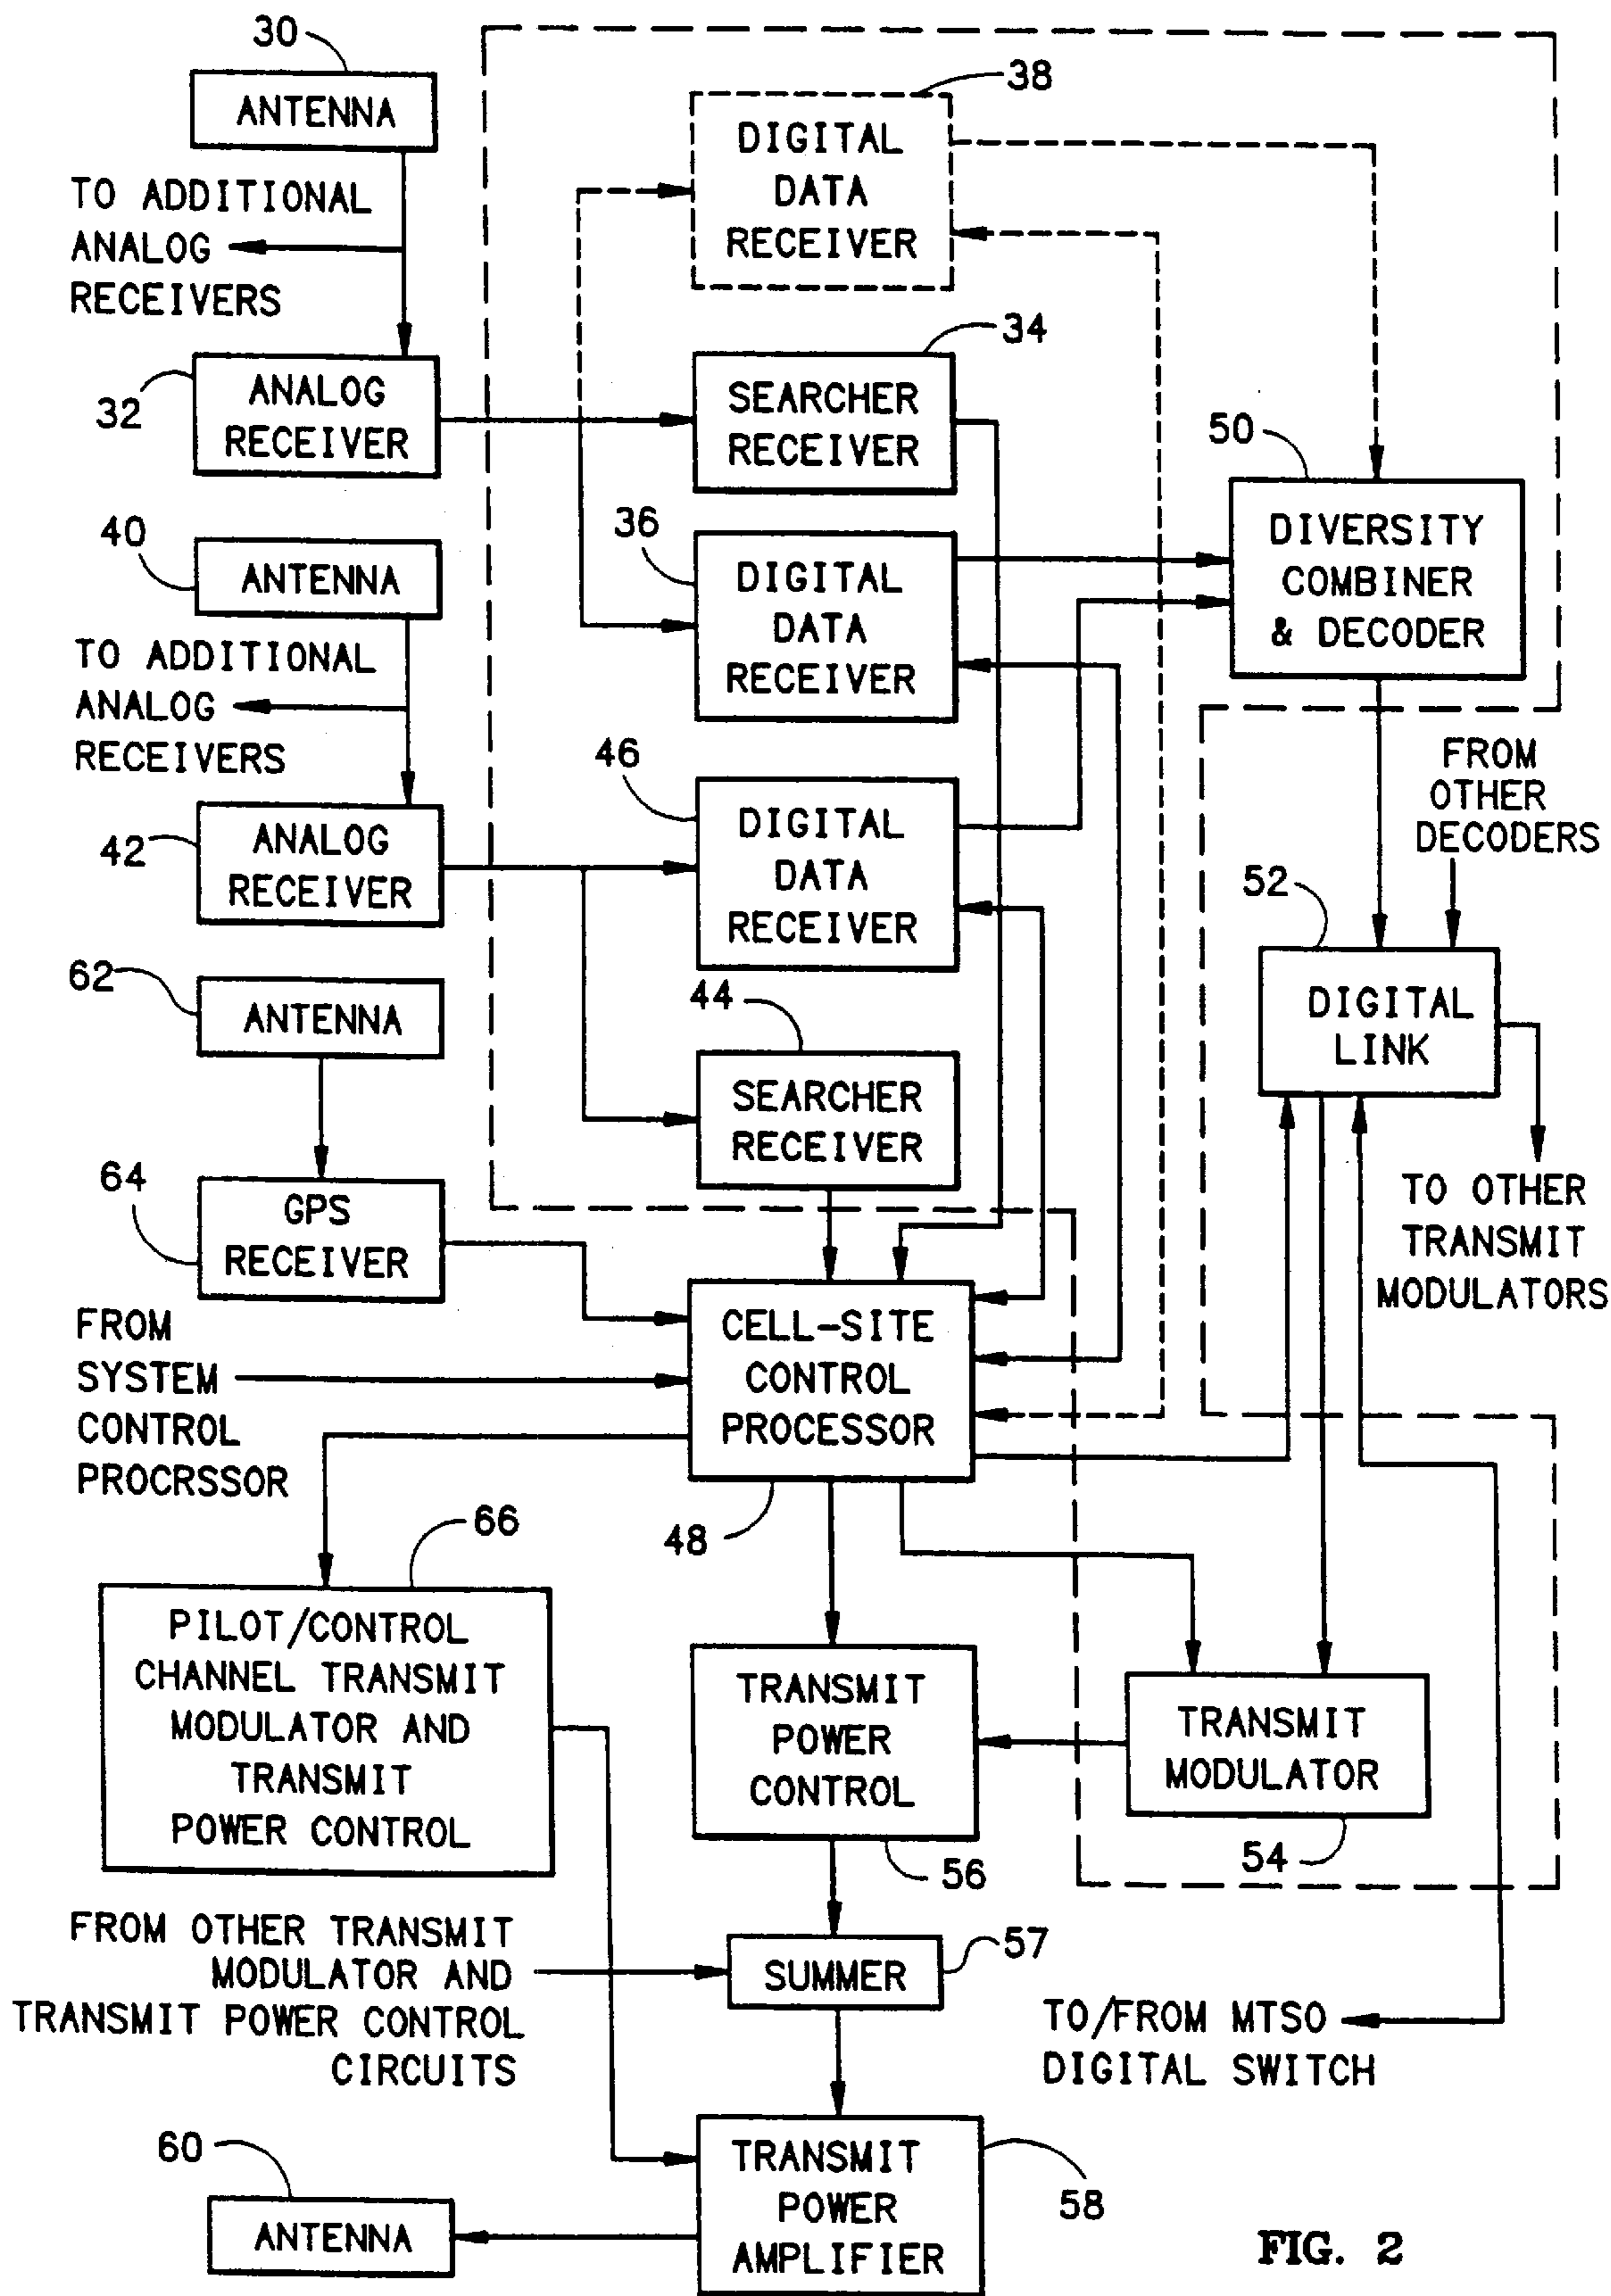 30
ANTENNA
TO ADDITIONAL
ANALOG
RECEIVERS
38
DIGITAL
DATA
RECEIVER
34
32
ANALOG
RECEIVER
SEARCHER
RECEIVER
50
DIVERSITY
COMBINER
& DECODER
40
ANTENNA
36
DIGITAL
DATA
RECEIVER
TO ADDITIONAL
ANALOG
RECEIVERS
46
DIGITAL
DATA
RECEIVER
FROM
OTHER
DECODERS
42
ANALOG
RECEIVER
52
DIGITAL
LINK
62
ANTENNA
44
SEARCHER
RECEIVER
TO OTHER
TRANSMIT
MODULATORS
64
GPS
RECEIVER
FROM
SYSTEM
CONTROL
PROCRSSOR
CELL-SITE
CONTROL
PROCESSOR
48
66
PILOT/CONTROL
CHANNEL TRANSMIT
MODULATOR AND
TRANSMIT
POWER CONTROL
TRANSMIT
POWER
CONTROL
56
TRANSMIT
MODULATOR
54
FROM OTHER TRANSMIT
MODULATOR AND
TRANSMIT POWER CONTROL
CIRCUITS
SUMMER
57
TO/FROM MTSO
DIGITAL SWITCH
60
ANTENNA
TRANSMIT
POWER
AMPLIFIER
58
FIG. 2